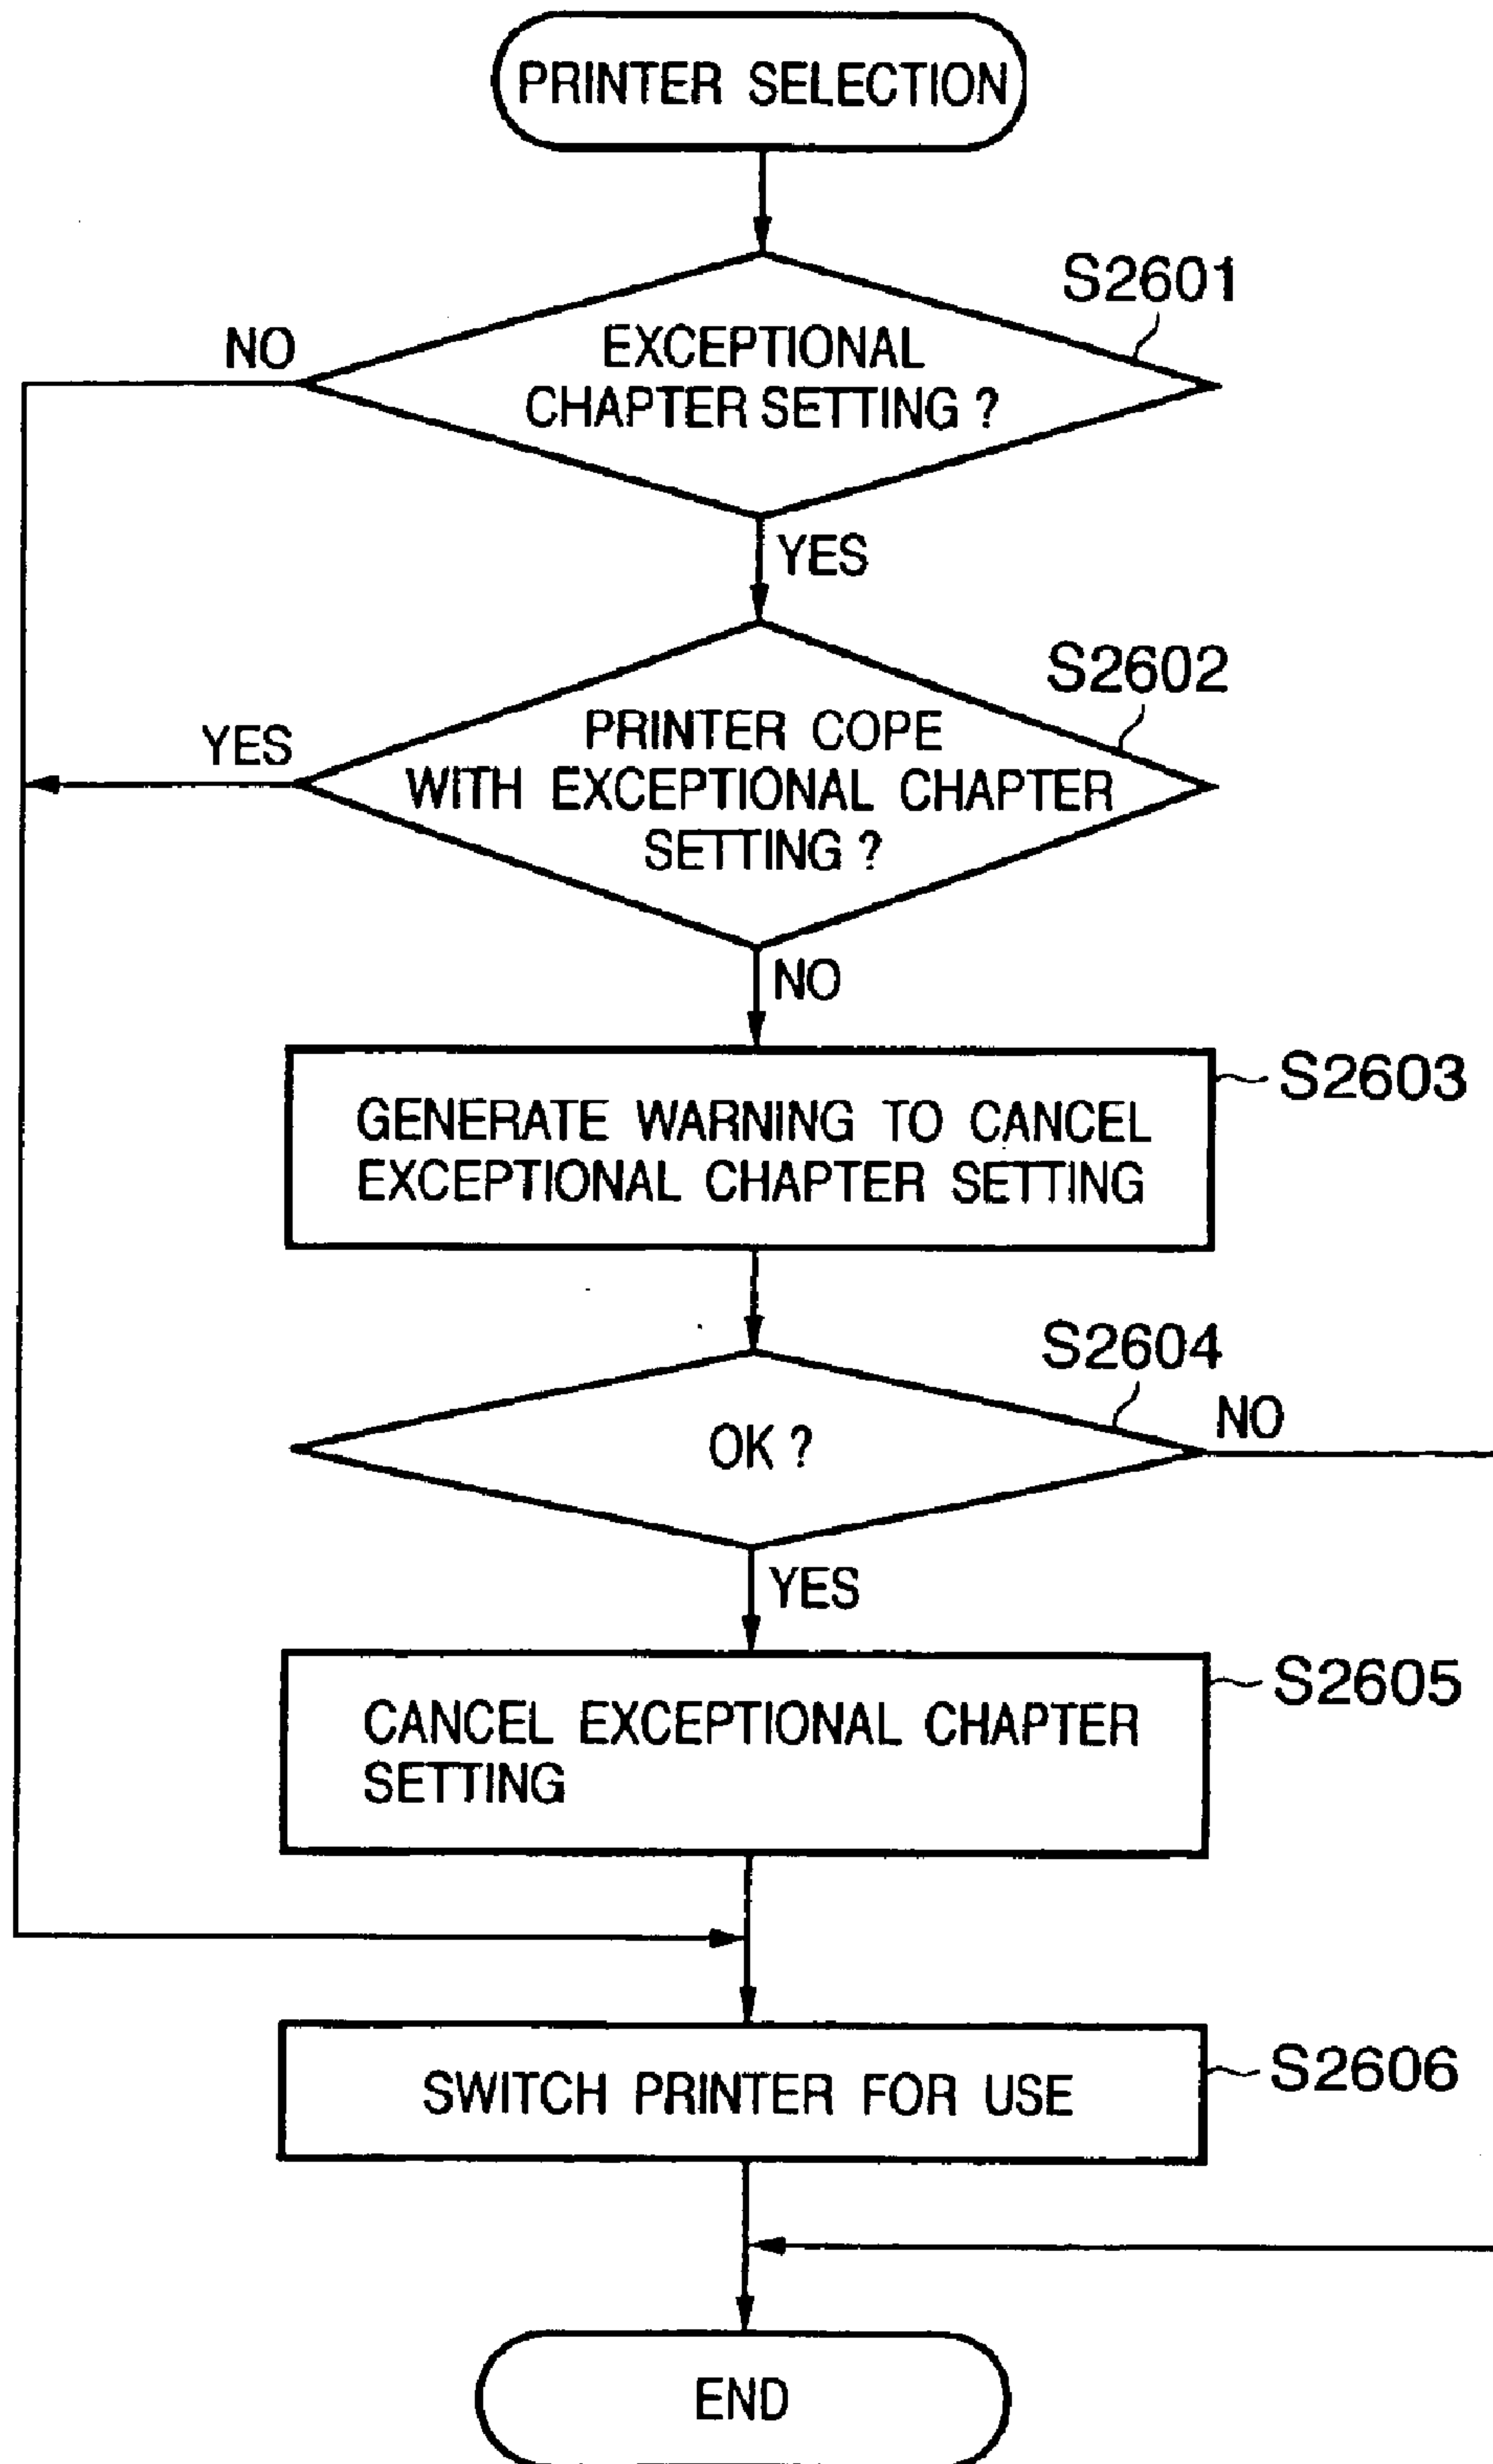 PRINTER SELECTION
S2601
NO
EXCEPTIONAL
CHAPTER SETTING ?
YES
S2602
YES
PRINTER COPE
WITH EXCEPTIONAL CHAPTER
SETTING ?
NO
S2603
GENERATE WARNING TO CANCEL
EXCEPTIONAL CHAPTER SETTING
S2604
NO
OK ?
YES
S2605
CANCEL EXCEPTIONAL CHAPTER
SETTING
S2606
SWITCH PRINTER FOR USE
END